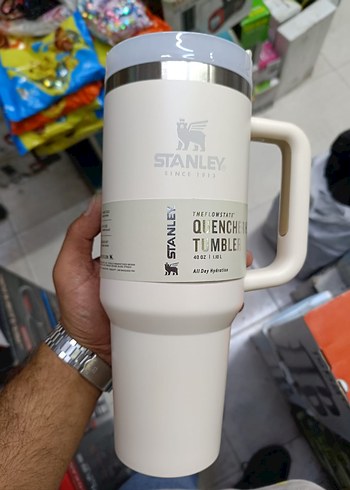 STANLEY
SINCE 1913
STANLEY
THE FLOWSTATE
QUENCHER
TUMBLER
40 OZ | 1.18 L
All Day Hydration